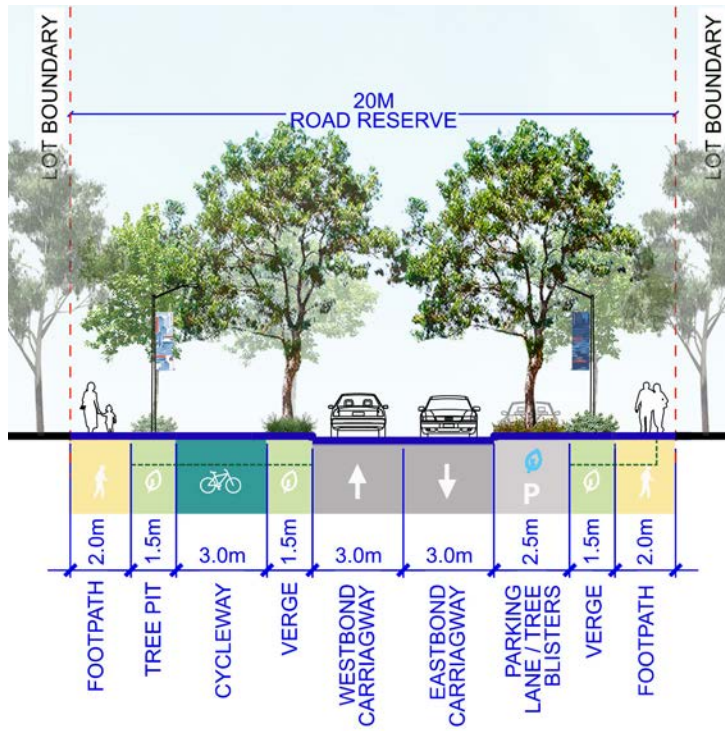 LOT BOUNDARY
20M
ROAD RESERVE
LOT BOUNDARY
P
2.0m
1.5m
3.0m
1.5m
3.0m
3.0m
2.5m
1.5m
2.0m
FOOTPATH
TREE PIT
CYCLEWAY
VERGE
WESTBOND
CARRIAGWAY
EASTBOND
CARRIAGWAY
PARKING
LANE / TREE
BLISTERS
VERGE
FOOTPATH